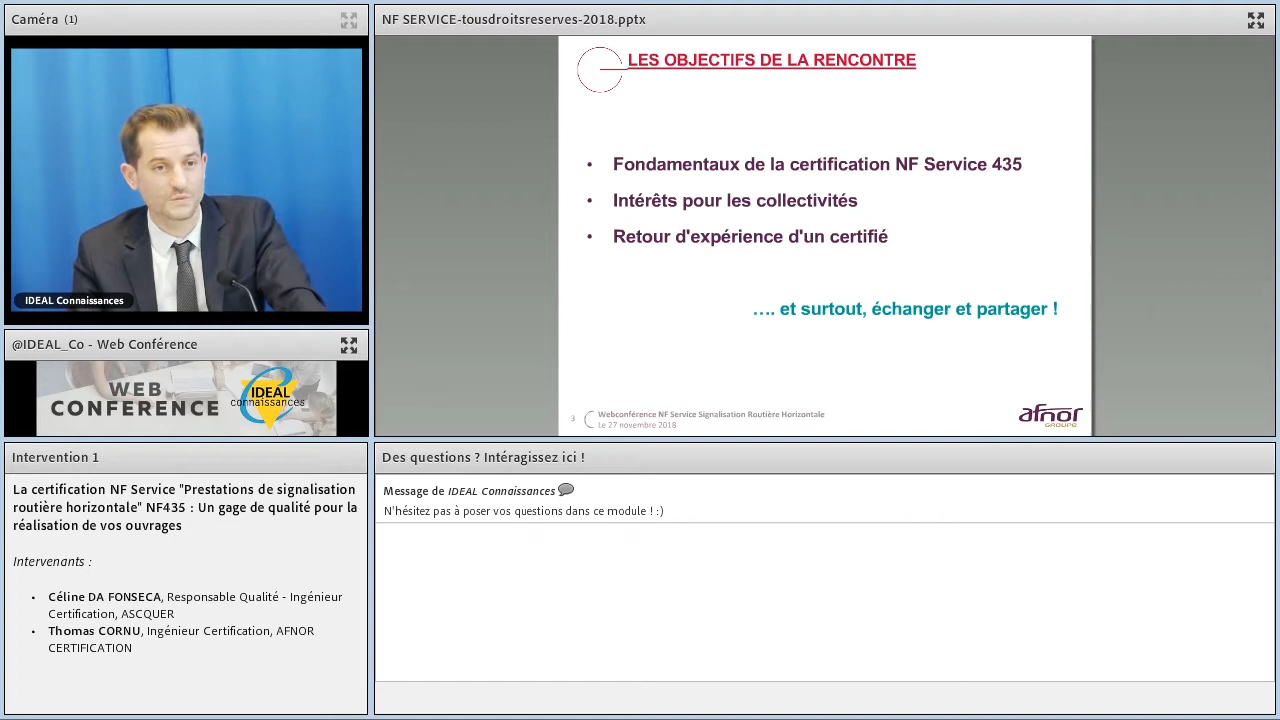 Caméra (1)
IDEAL Connaissances
@IDEAL_Co - Web Conférence
WEB
CONFERENCE
IDEAL
connaissances
NF SERVICE-tousdroitsreserves-2018.pptx
LES OBJECTIFS DE LA RENCONTRE
• Fondamentaux de la certification NF Service 435
• Intérêts pour les collectivités
• Retour d'expérience d'un certifié
…. et surtout, échanger et partager !
3
Webconférence NF Service Signalisation Routière Horizontale
Le 27 novembre 2018
afnor
GROUPE
Intervention 1
La certification NF Service "Prestations de signalisation
routière horizontale" NF435 : Un gage de qualité pour la
réalisation de vos ouvrages
Intervenants :
• Céline DA FONSECA, Responsable Qualité - Ingénieur
Certification, ASCQUER
• Thomas CORNU, Ingénieur Certification, AFNOR
CERTIFICATION
Des questions ? Intéragissez ici !
Message de IDEAL Connaissances
N'hésitez pas à poser vos questions dans ce module ! :)